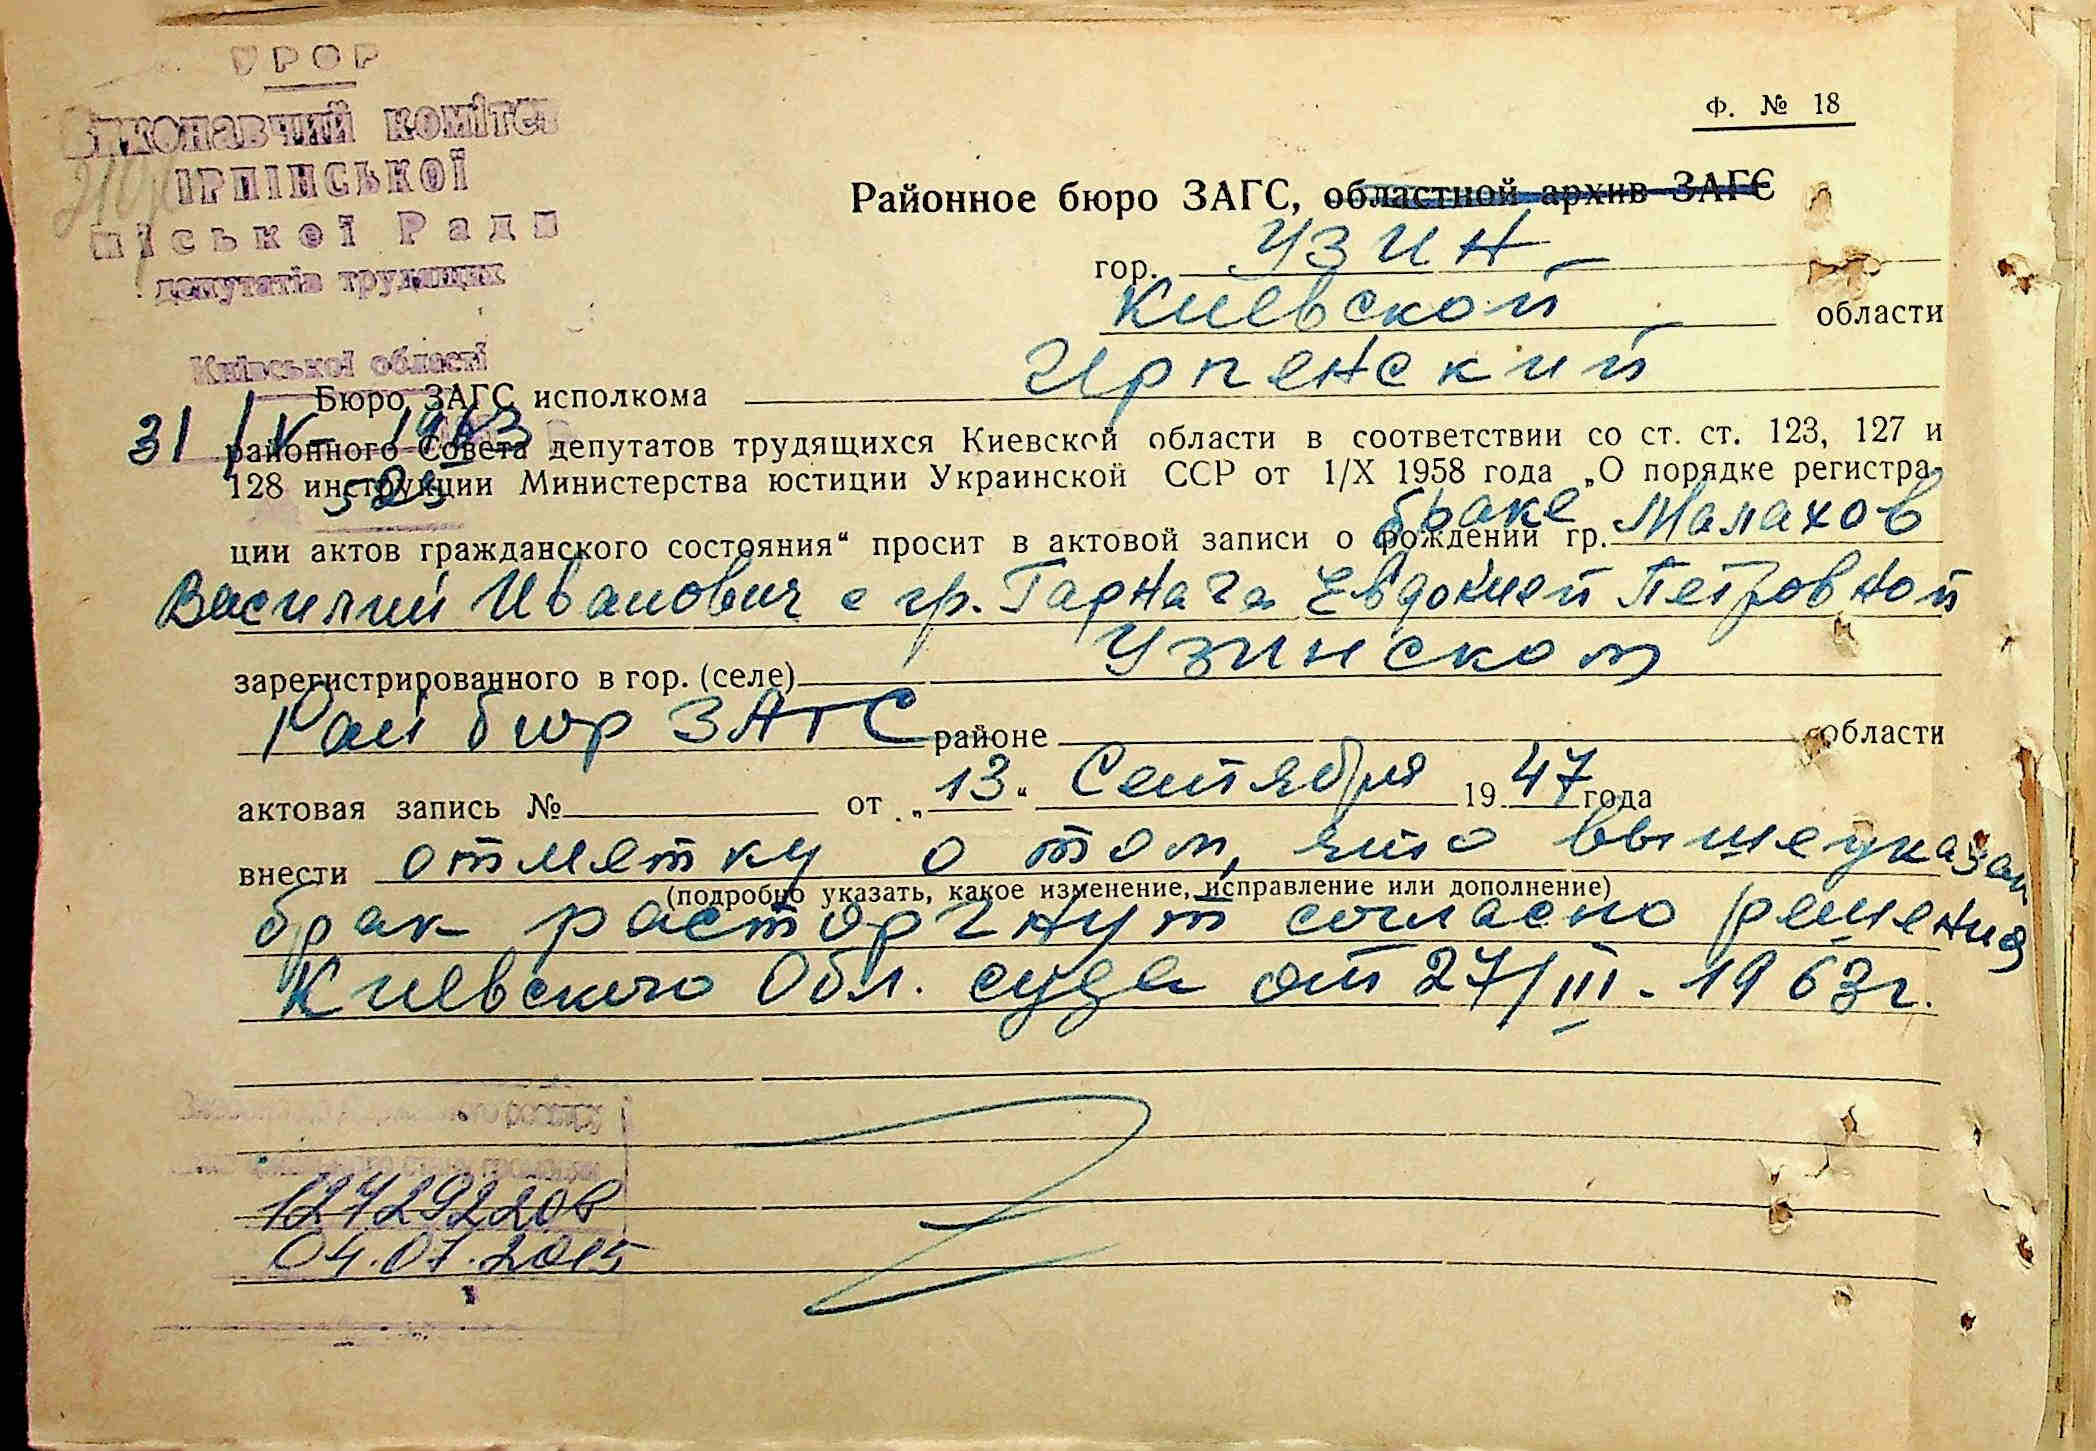 УРСР
Виконавчий комітет
ІРПІНСЬКОЇ
міської Ради
депутатів трудящих
Київської області
31/V-1963
523
Ф. № 18
Районное бюро ЗАГС, областной архив ЗАГС
гор. Узин
Киевской области
Бюро ЗАГС исполкома Ирпенский
районного Совета депутатов трудящихся Киевской области в соответствии со ст. ст. 123, 127 и
128 инструкции Министерства юстиции Украинской ССР от 1/X 1958 года „О порядке регистра-
браке
ции актов гражданского состояния“ просит в актовой записи о рождении гр. Малахов
Василий Иванович с гр. Гарнага Евдокией Петровной
зарегистрированного в гор. (селе) Узинском
Рай бюр ЗАГС районе области
актовая запись № от „13“ Сентября 1947 года
внести отметку о том, что вышеуказан
(подробно указать, какое изменение, исправление или дополнение)
брак расторгнут согласно решения
Киевского Обл. суда от 27/III-1963г.
04.07.2015